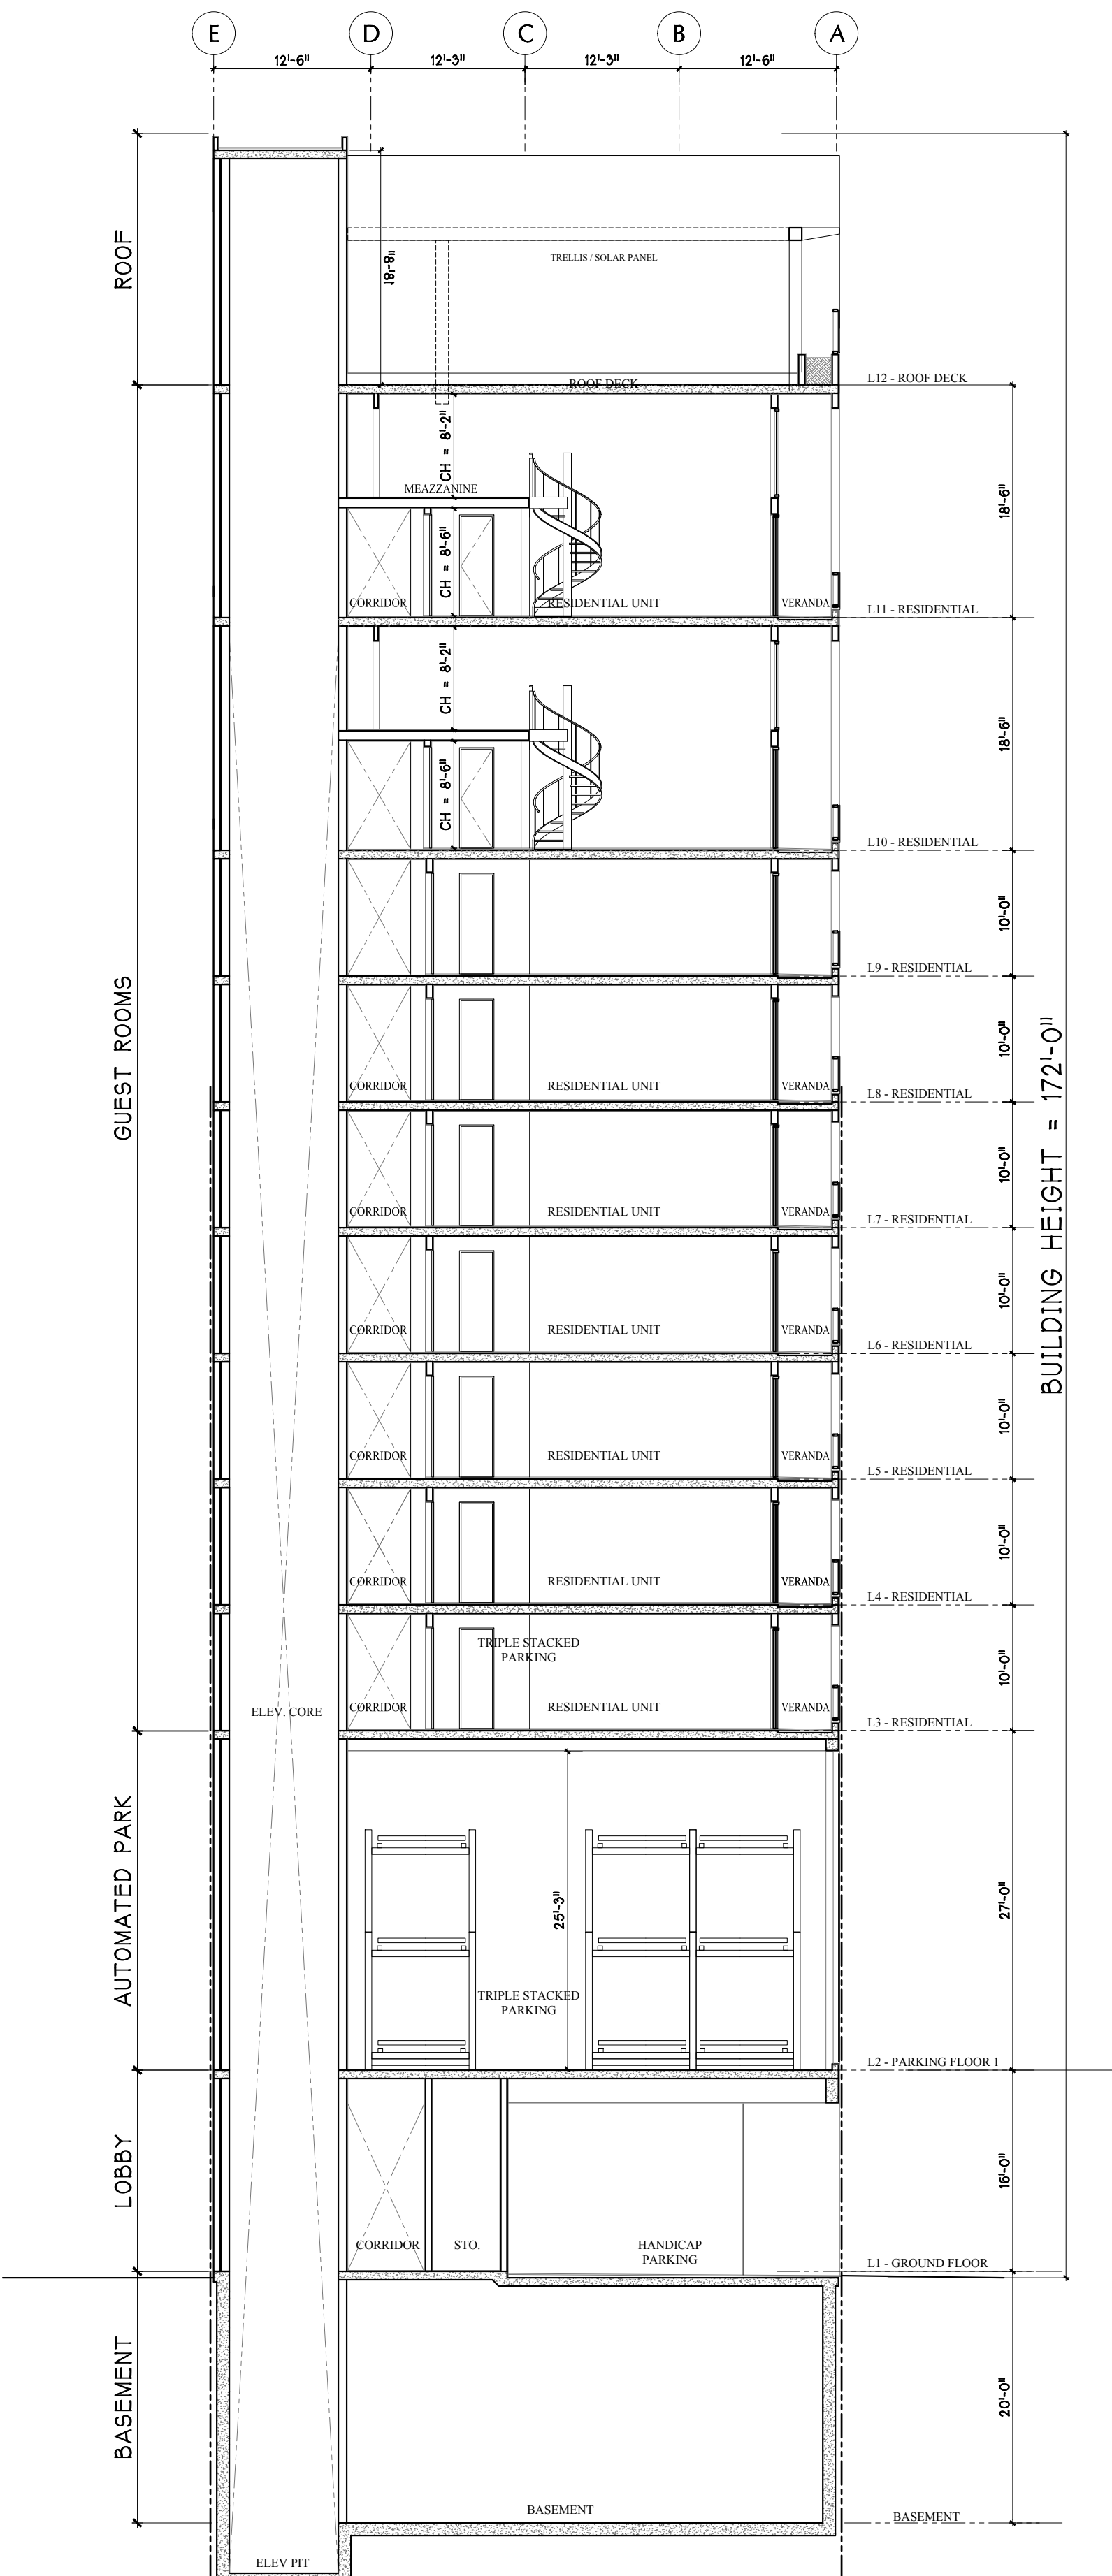 E D C B A
12'-6" 12'-3" 12'-3" 12'-6"
ROOF
18'-8"
TRELLIS / SOLAR PANEL
ROOF DECK
L12 - ROOF DECK
CH = 8'-2"
MEAZZANINE
18'-6"
CH = 8'-6"
CORRIDOR RESIDENTIAL UNIT VERANDA
L11 - RESIDENTIAL
CH = 8'-2"
18'-6"
CH = 8'-6"
L10 - RESIDENTIAL
10'-0"
L9 - RESIDENTIAL
GUEST ROOMS
10'-0"
CORRIDOR RESIDENTIAL UNIT VERANDA
L8 - RESIDENTIAL
10'-0"
CORRIDOR RESIDENTIAL UNIT VERANDA
L7 - RESIDENTIAL
BUILDING HEIGHT = 172'-0"
10'-0"
CORRIDOR RESIDENTIAL UNIT VERANDA
L6 - RESIDENTIAL
10'-0"
CORRIDOR RESIDENTIAL UNIT VERANDA
L5 - RESIDENTIAL
10'-0"
CORRIDOR RESIDENTIAL UNIT VERANDA
L4 - RESIDENTIAL
TRIPLE STACKED
PARKING
10'-0"
ELEV. CORE
CORRIDOR RESIDENTIAL UNIT VERANDA
L3 - RESIDENTIAL
AUTOMATED PARK
25'-3"
27'-0"
TRIPLE STACKED
PARKING
L2 - PARKING FLOOR 1
LOBBY
16'-0"
CORRIDOR STO. HANDICAP
PARKING
L1 - GROUND FLOOR
BASEMENT
20'-0"
BASEMENT
BASEMENT
ELEV PIT